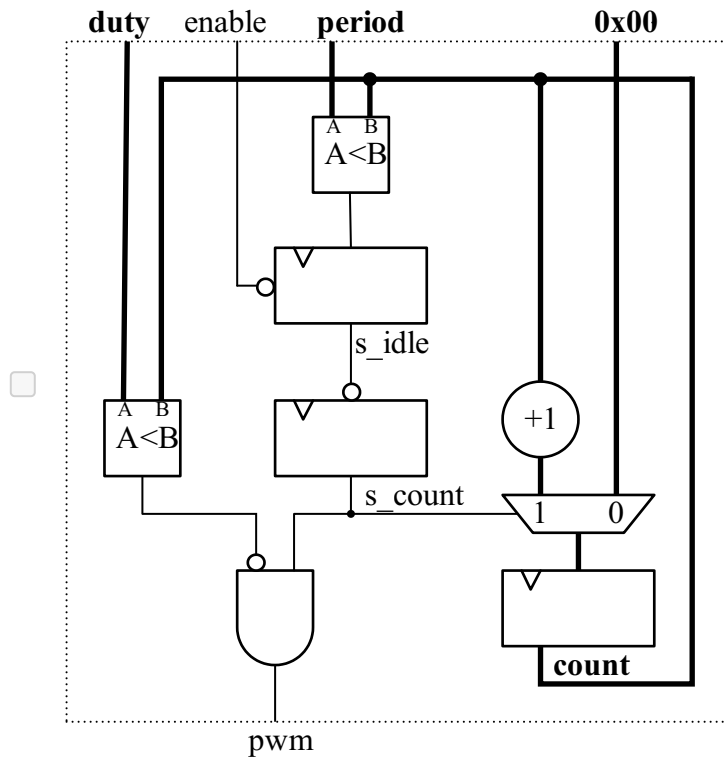 duty enable period 0x00
A B
A<B
s_idle
A B
A<B
+1
s_count
1 0
count
pwm